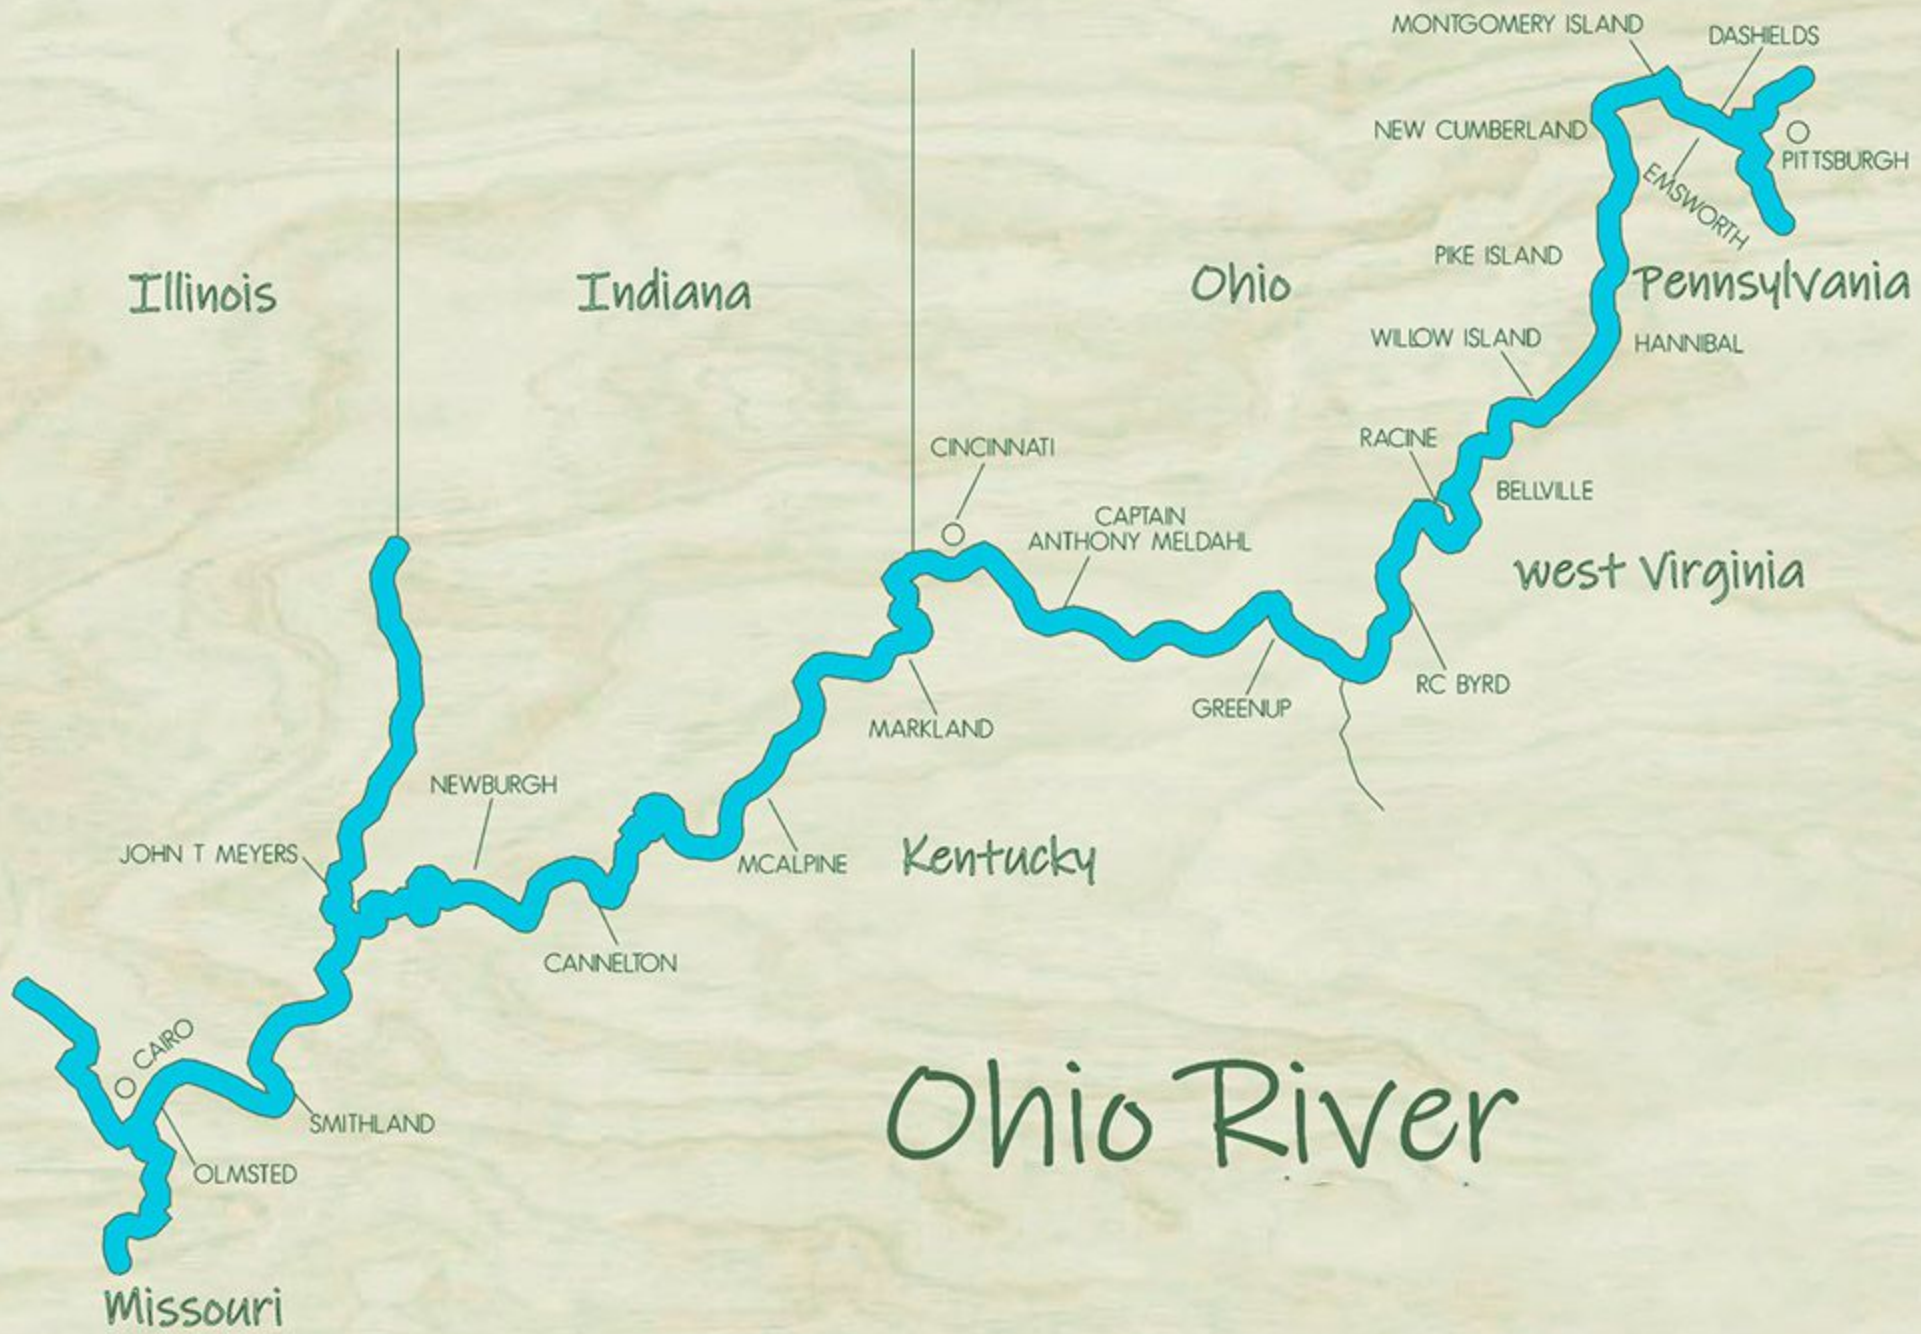 MONTGOMERY ISLAND
DASHIELDS
NEW CUMBERLAND
PITTSBURGH
EMSWORTH
PIKE ISLAND
Illinois
Indiana
Ohio
Pennsylvania
WILLOW ISLAND
HANNIBAL
RACINE
CINCINNATI
BELLVILLE
CAPTAIN
ANTHONY MELDAHL
west Virginia
RC BYRD
GREENUP
MARKLAND
NEWBURGH
JOHN T MEYERS
MCALPINE
Kentucky
CANNELTON
CAIRO
SMITHLAND
Ohio River
OLMSTED
Missouri